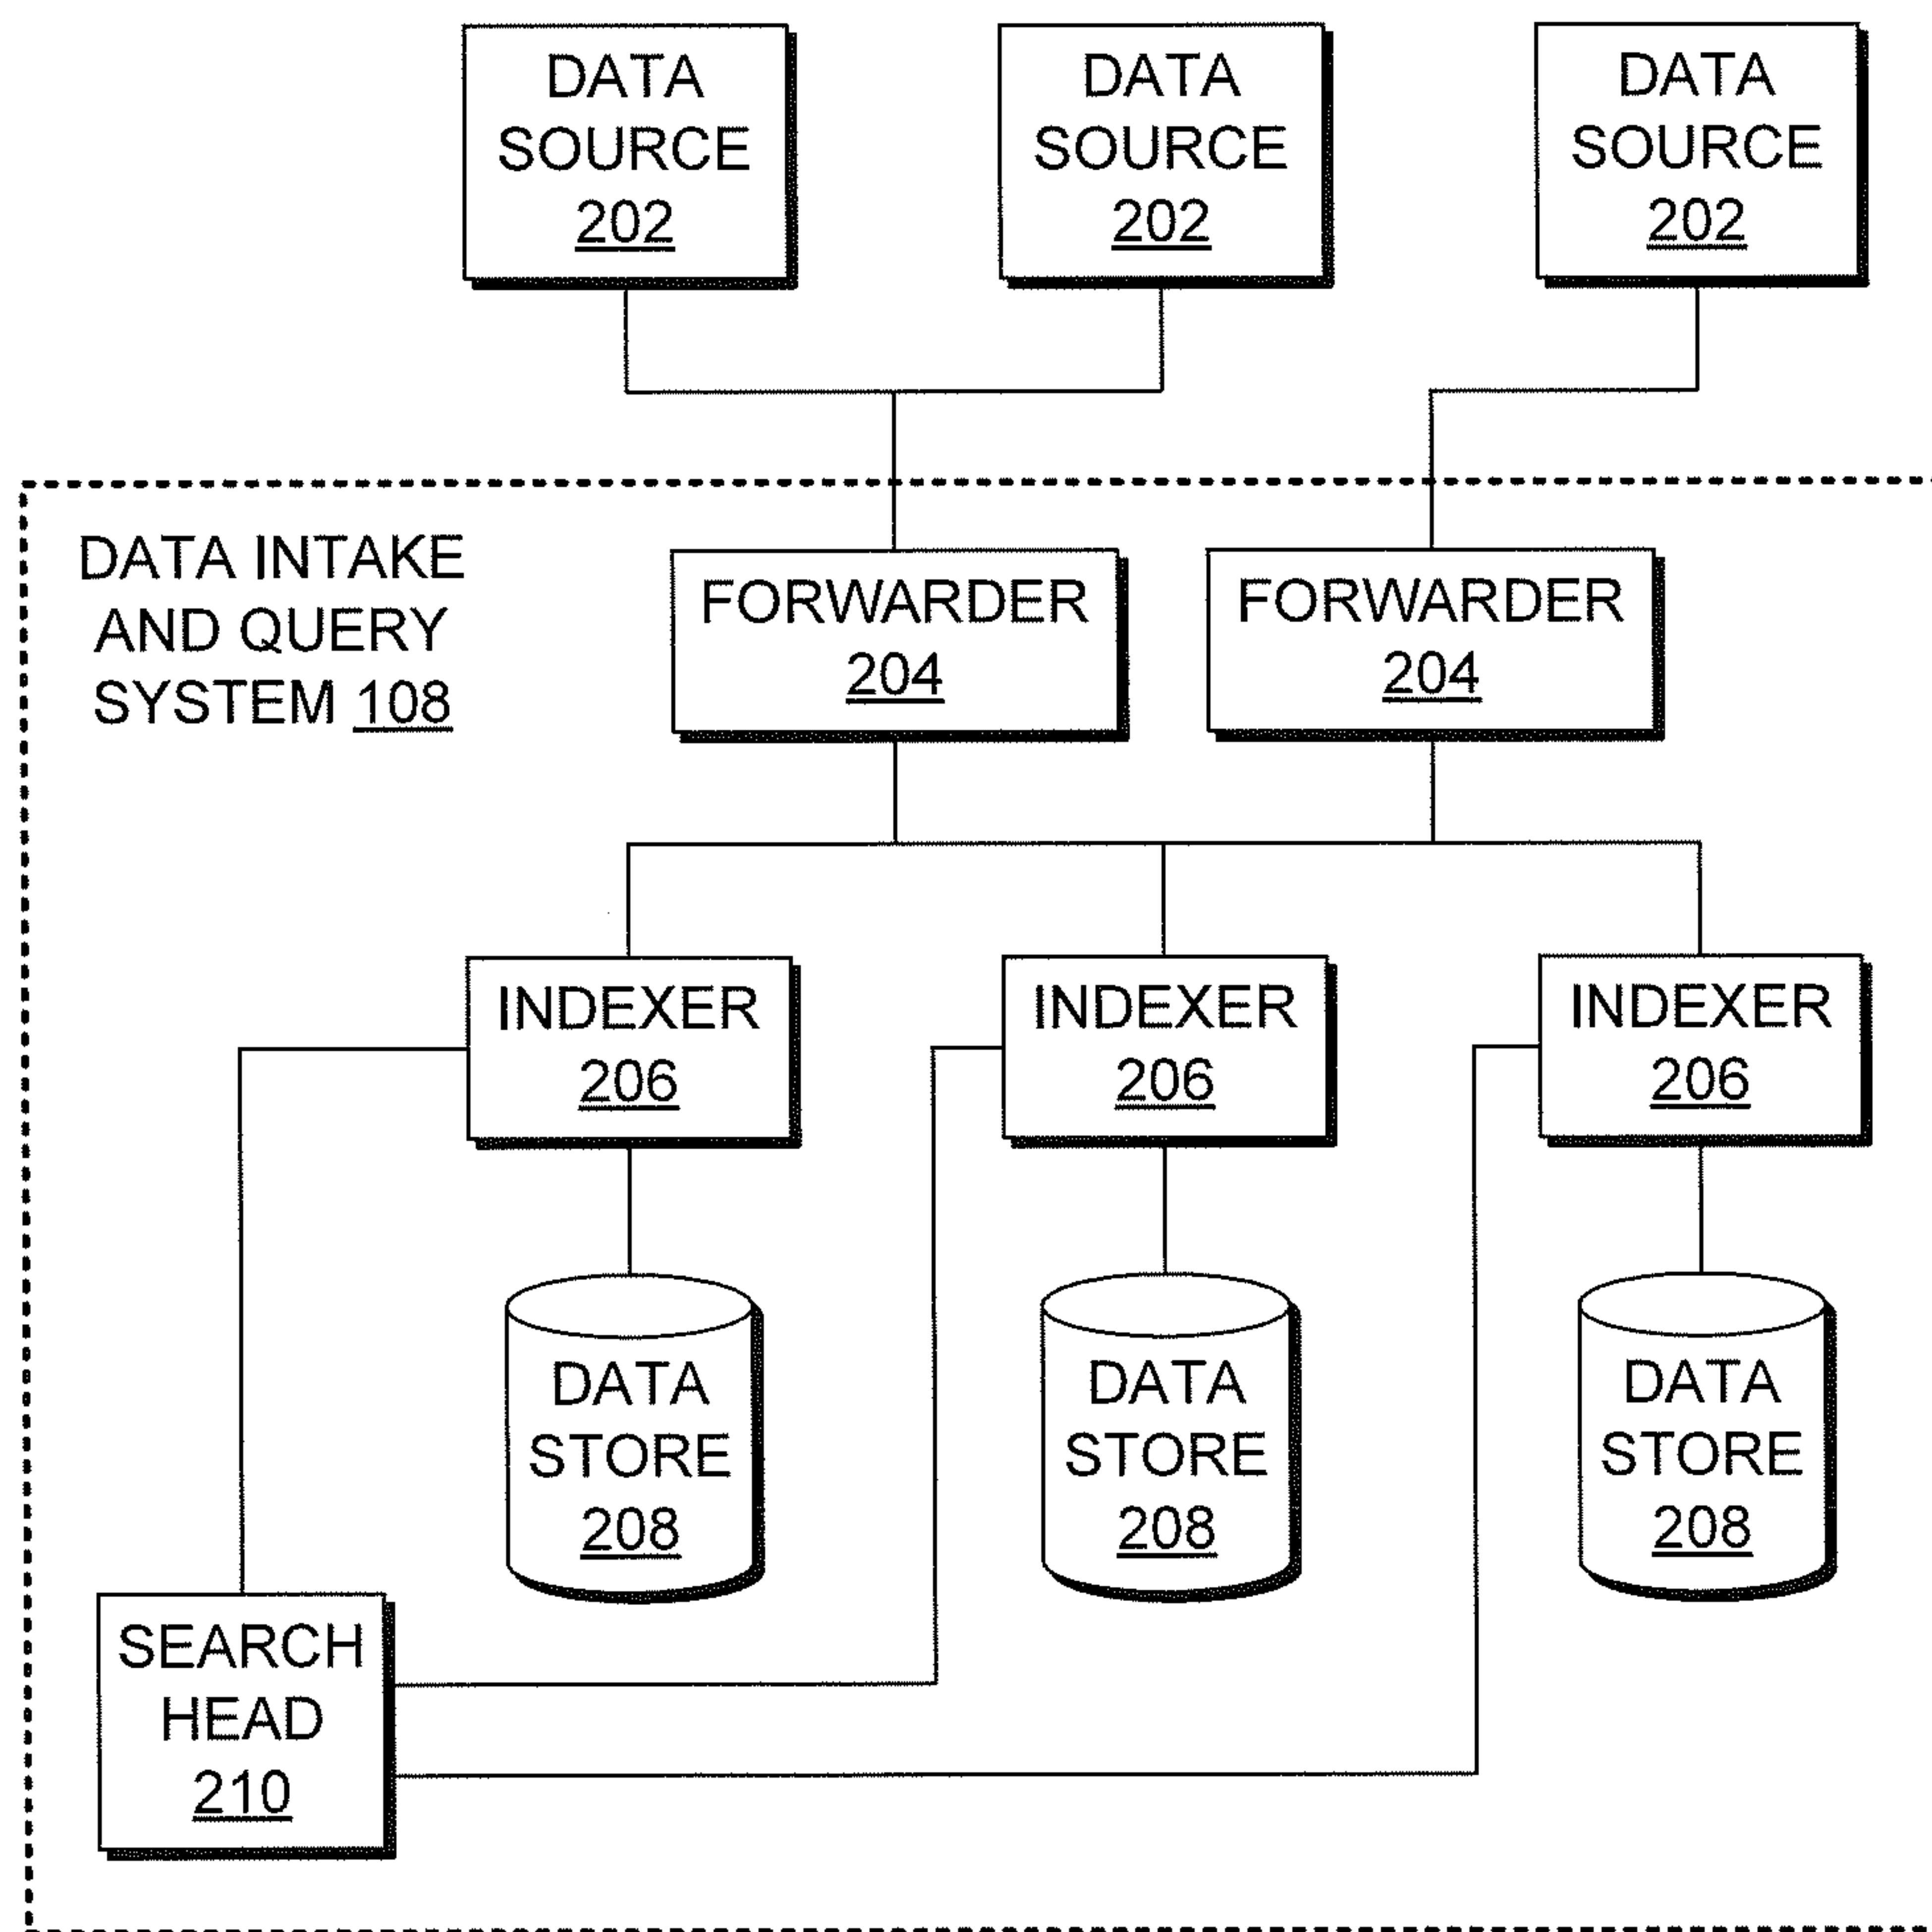 DATA
SOURCE
202
DATA
SOURCE
202
DATA
SOURCE
202
DATA INTAKE
AND QUERY
SYSTEM 108
FORWARDER
204
FORWARDER
204
INDEXER
206
INDEXER
206
INDEXER
206
DATA
STORE
208
DATA
STORE
208
DATA
STORE
208
SEARCH
HEAD
210